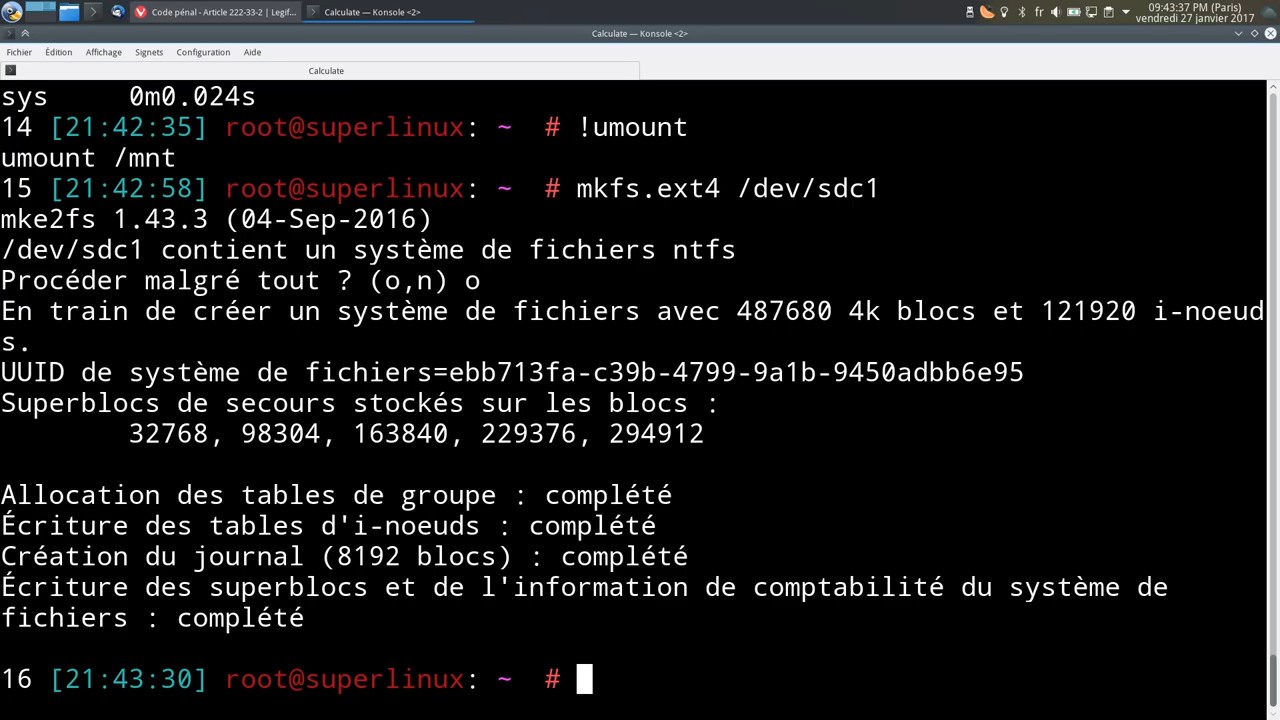 Code pénal - Article 222-33-2 | Legif...
Calculate — Konsole <2>
fr
09:43:37 PM (Paris)
vendredi 27 janvier 2017
Calculate — Konsole <2>
Fichier Édition Affichage Signets Configuration Aide
Calculate
sys 0m0.024s
14 [21:42:35] root@superlinux: ~ # !umount
umount /mnt
15 [21:42:58] root@superlinux: ~ # mkfs.ext4 /dev/sdc1
mke2fs 1.43.3 (04-Sep-2016)
/dev/sdc1 contient un système de fichiers ntfs
Procéder malgré tout ? (o,n) o
En train de créer un système de fichiers avec 487680 4k blocs et 121920 i-noeud
s.
UUID de système de fichiers=ebb713fa-c39b-4799-9a1b-9450adbb6e95
Superblocs de secours stockés sur les blocs :
32768, 98304, 163840, 229376, 294912
Allocation des tables de groupe : complété
Écriture des tables d'i-noeuds : complété
Création du journal (8192 blocs) : complété
Écriture des superblocs et de l'information de comptabilité du système de
fichiers : complété
16 [21:43:30] root@superlinux: ~ #